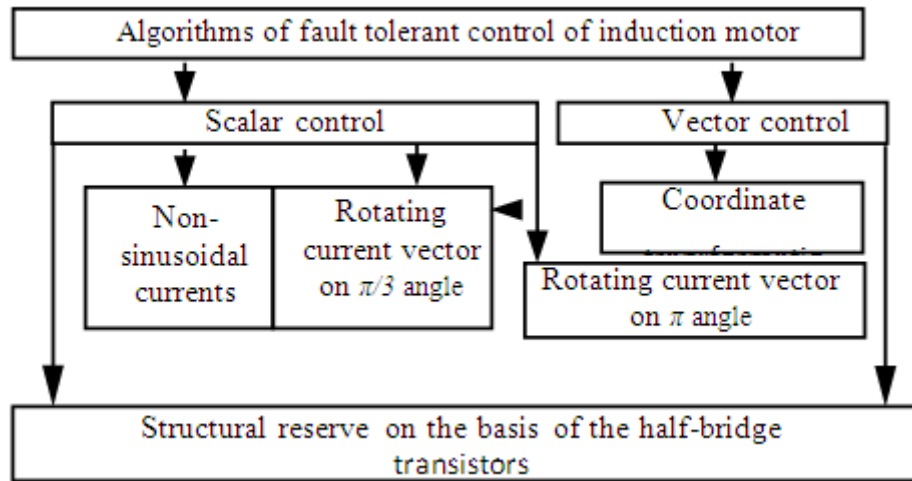 Algorithms of fault tolerant control of induction motor
Scalar control
Vector control
Non-
sinusoidal
currents
Rotating
current vector
on π/3 angle
Coordinate
Rotating current vector
on π angle
Structural reserve on the basis of the half-bridge
transistors